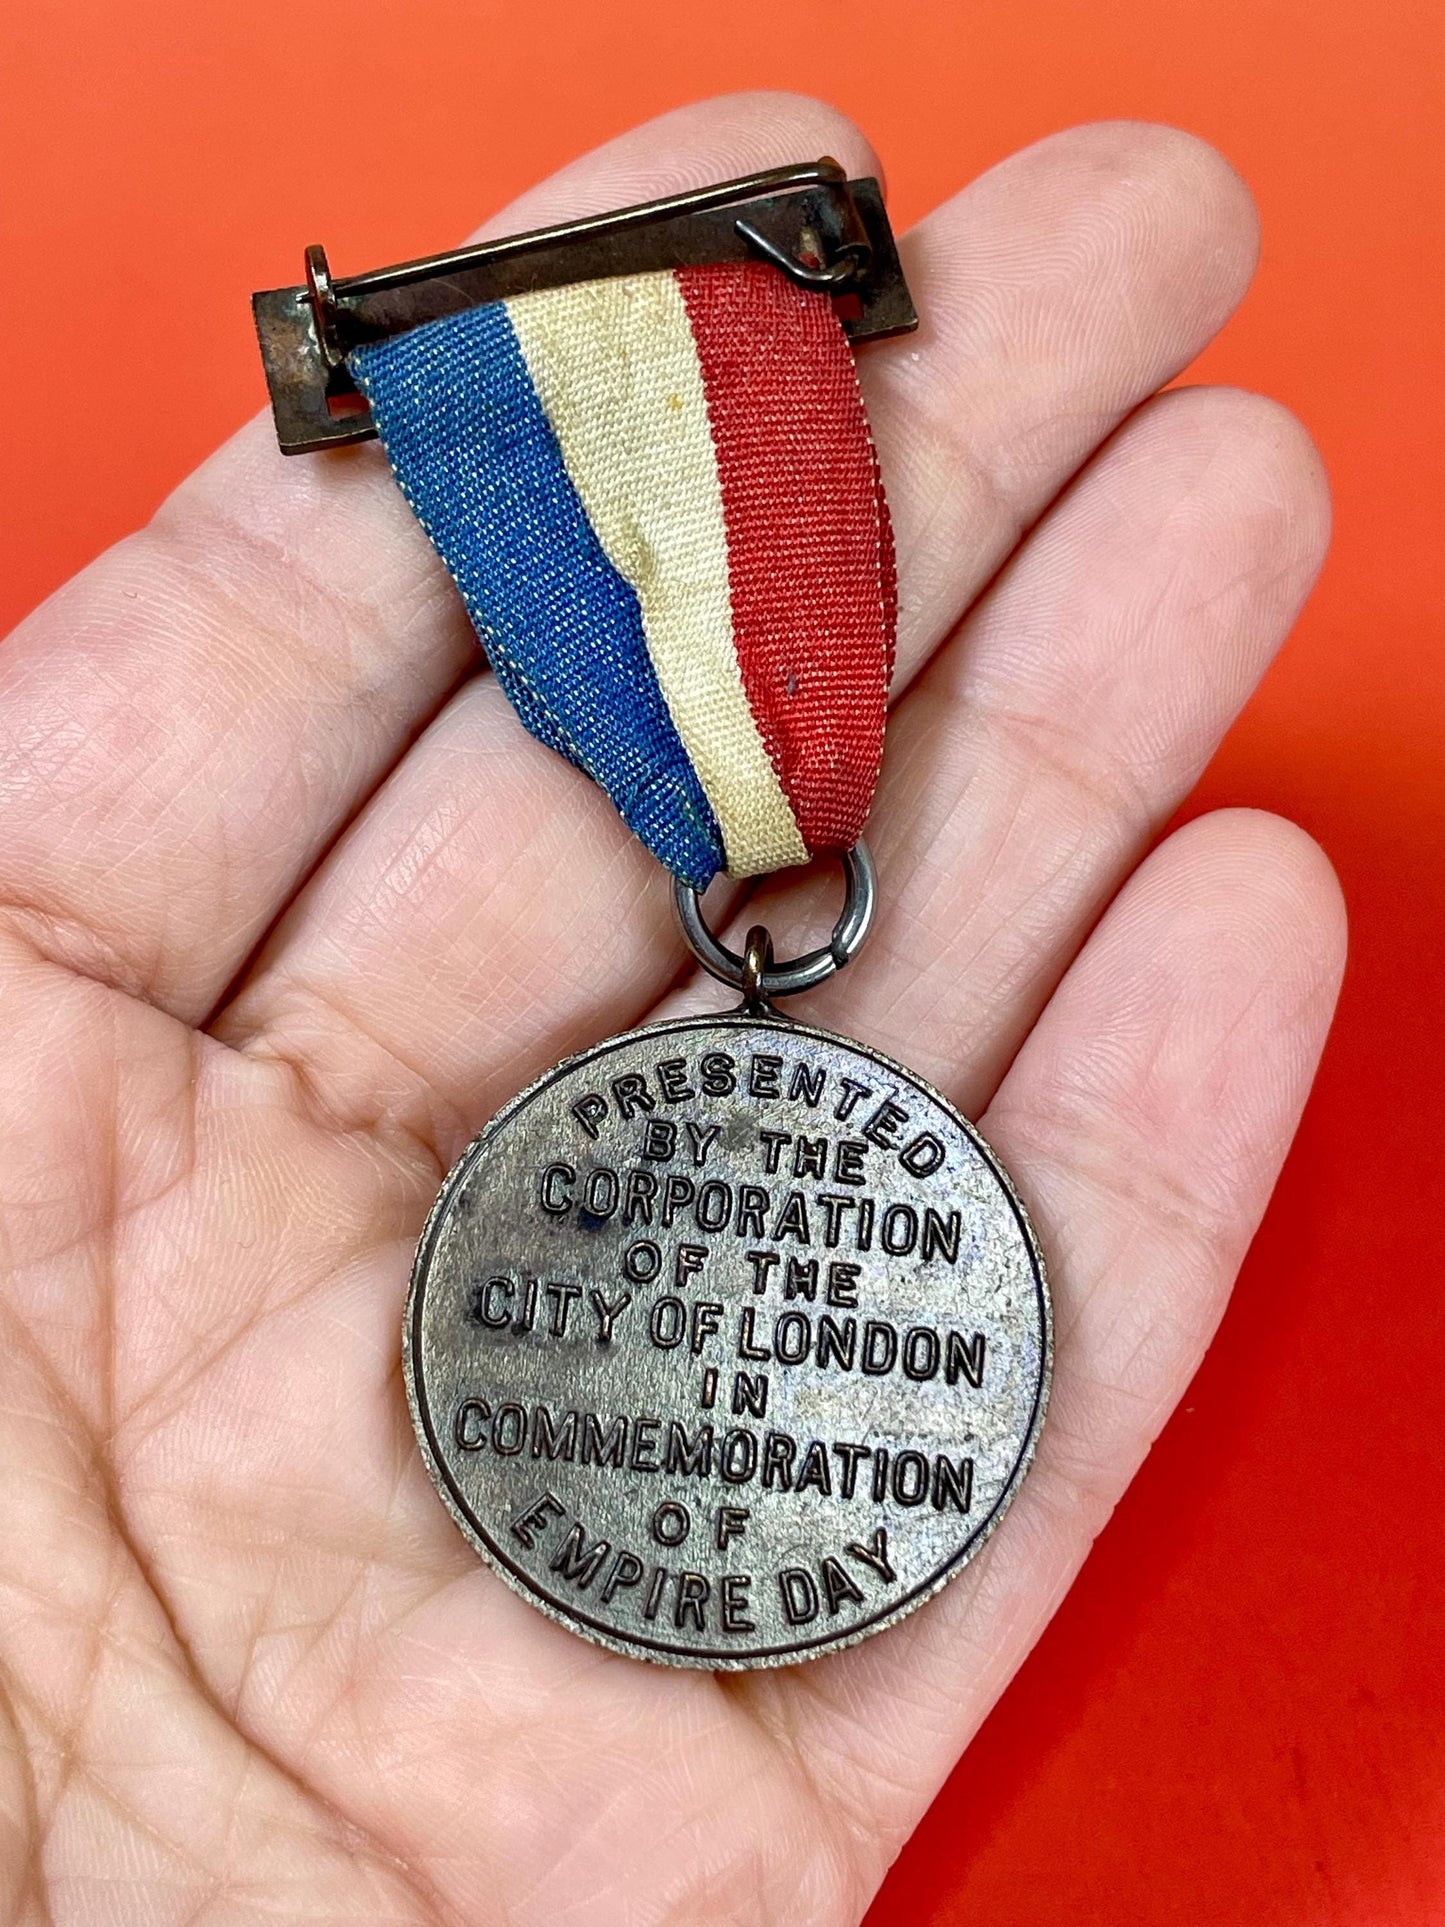 PRESENTED
BY THE
CORPORATION
OF THE
CITY OF LONDON
IN
COMMEMORATION
OF
EMPIRE DAY